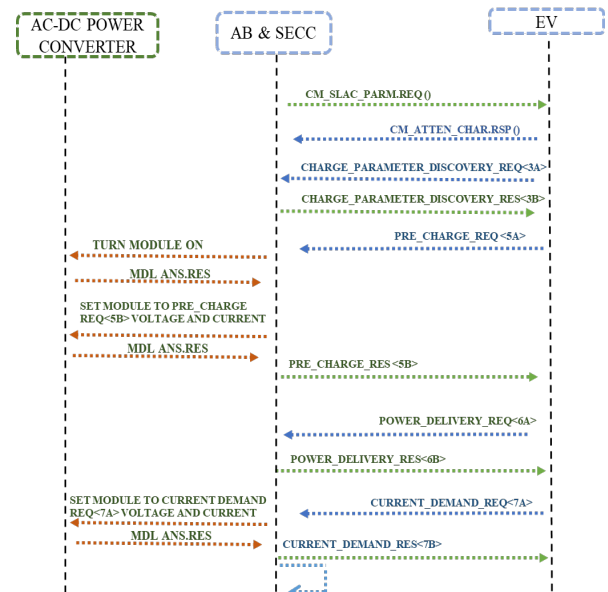 AC-DC POWER
CONVERTER
AB & SECC
EV
CM_SLAC_PARM.REQ()
CM_ATTEN_CHAR.RSP()
CHARGE_PARAMETER_DISCOVERY_REQ<3A>
CHARGE_PARAMETER_DISCOVERY_RES<3B>
PRE_CHARGE_REQ<5A>
TURN MODULE ON
MDL ANS.RES
SET MODULE TO PRE_CHARGE
REQ<5B> VOLTAGE AND CURRENT
MDL ANS.RES
PRE_CHARGE_RES<5B>
POWER_DELIVERY_REQ<6A>
POWER_DELIVERY_RES<6B>
SET MODULE TO CURRENT DEMAND
REQ<7A> VOLTAGE AND CURRENT
CURRENT_DEMAND_REQ<7A>
MDL ANS.RES
CURRENT_DEMAND_RES<7B>